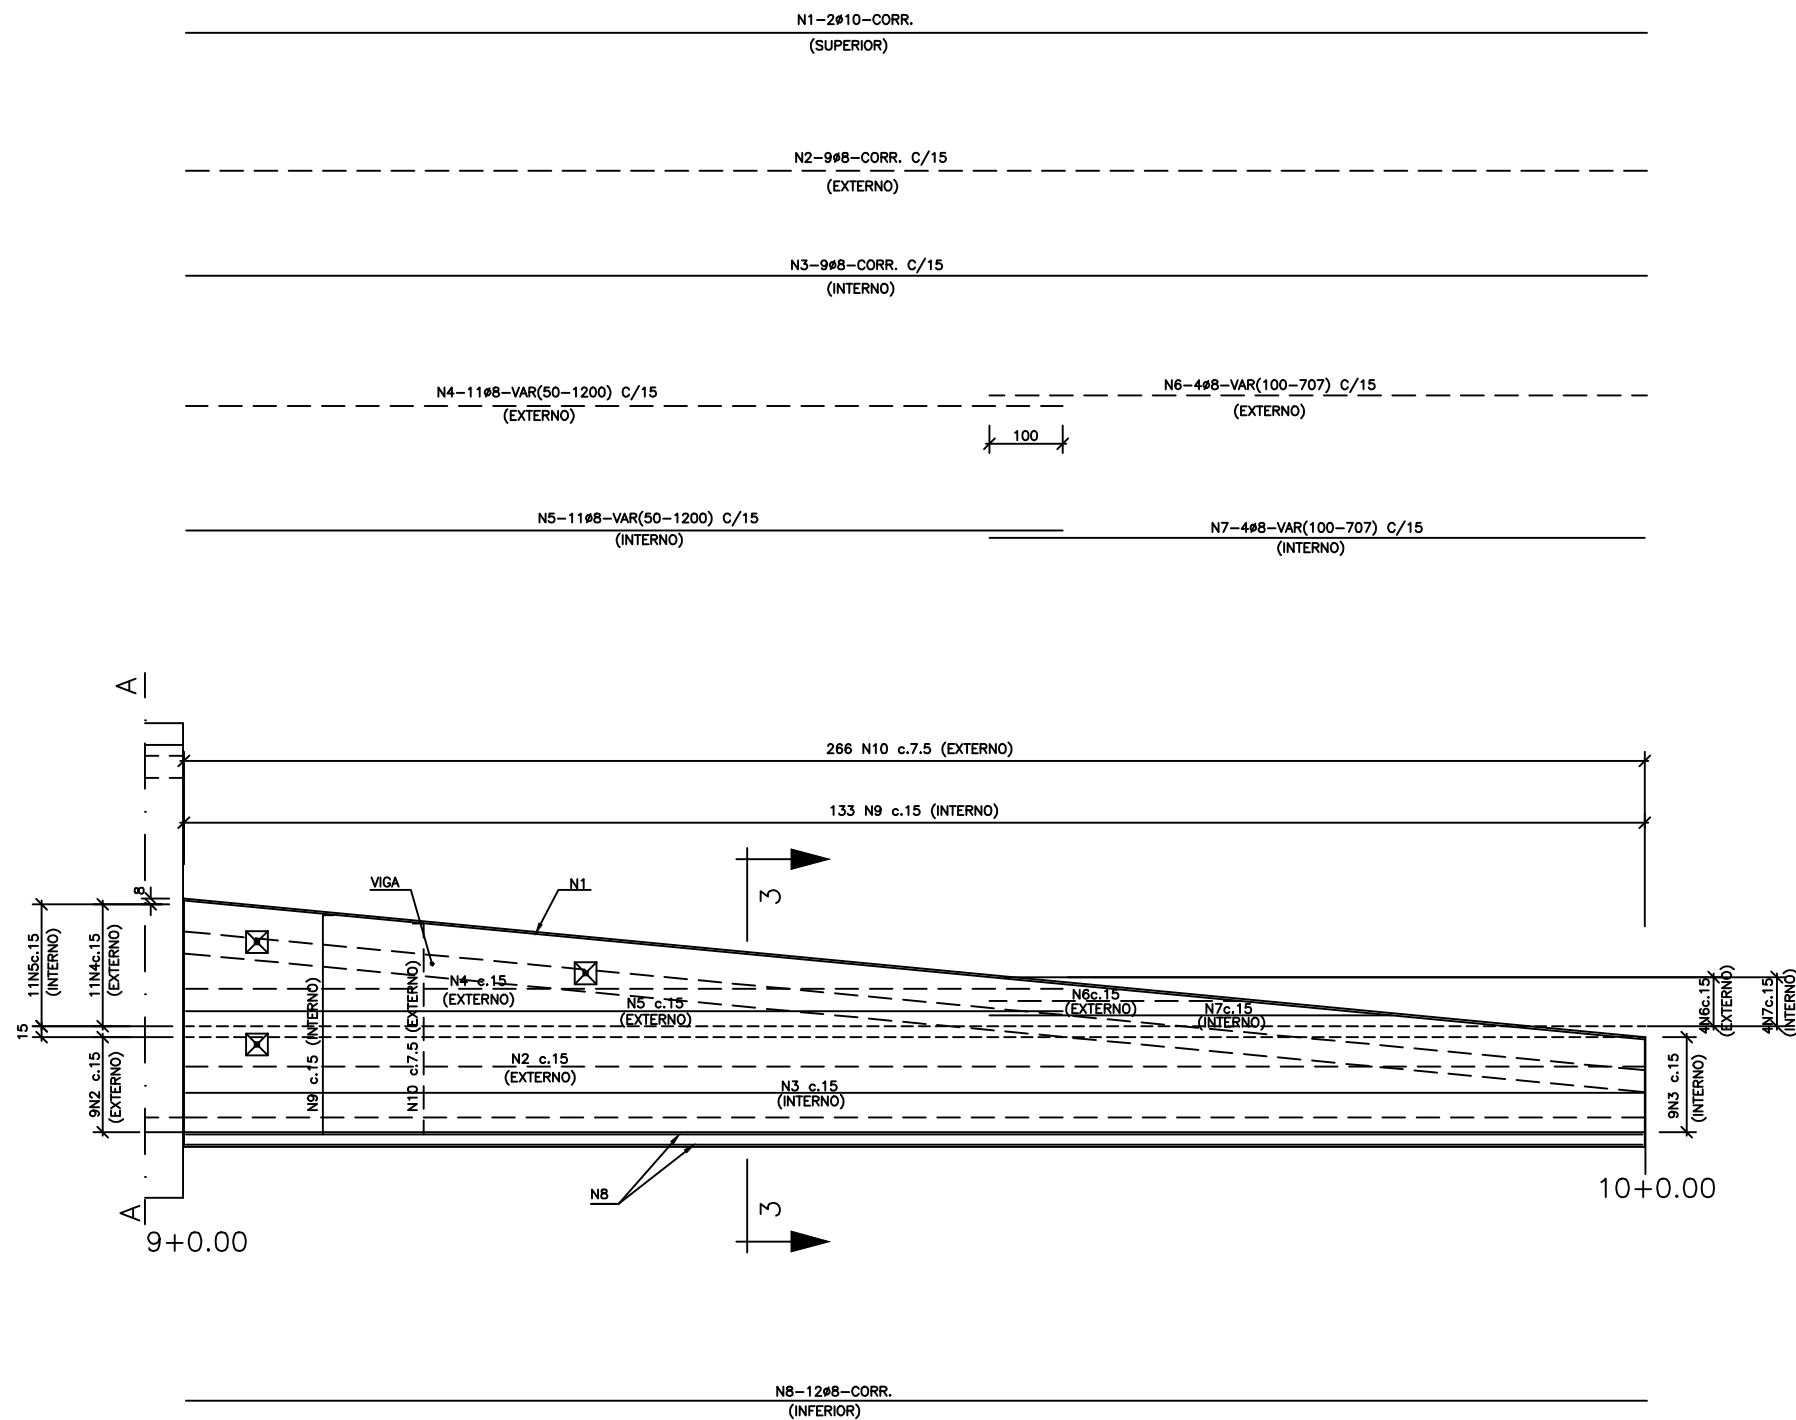 N1-2ø10-CORR.
(SUPERIOR)
N2-9ø8-CORR. C/15
(EXTERNO)
N3-9ø8-CORR. C/15
(INTERNO)
N4-11ø8-VAR(50-1200) C/15
(EXTERNO)
N6-4ø8-VAR(100-707) C/15
(EXTERNO)
100
N5-11ø8-VAR(50-1200) C/15
(INTERNO)
N7-4ø8-VAR(100-707) C/15
(INTERNO)
A
266 N10 c.7.5 (EXTERNO)
133 N9 c.15 (INTERNO)
8
VIGA
N1
3
11N5c.15
(INTERNO)
11N4c.15
(EXTERNO)
15
9N2 c.15
(EXTERNO)
N9 c.15 (INTERNO)
N10 c.7.5 (EXTERNO)
N4 c.15
(EXTERNO)
N5 c.15
(EXTERNO)
N6c.15
(EXTERNO)
N7c.15
(INTERNO)
4N6c.15
(EXTERNO)
4N7c.15
(INTERNO)
N2 c.15
(EXTERNO)
N3 c.15
(INTERNO)
9N3 c.15
(INTERNO)
N8
3
A
9+0.00
10+0.00
N8-12ø8-CORR.
(INFERIOR)